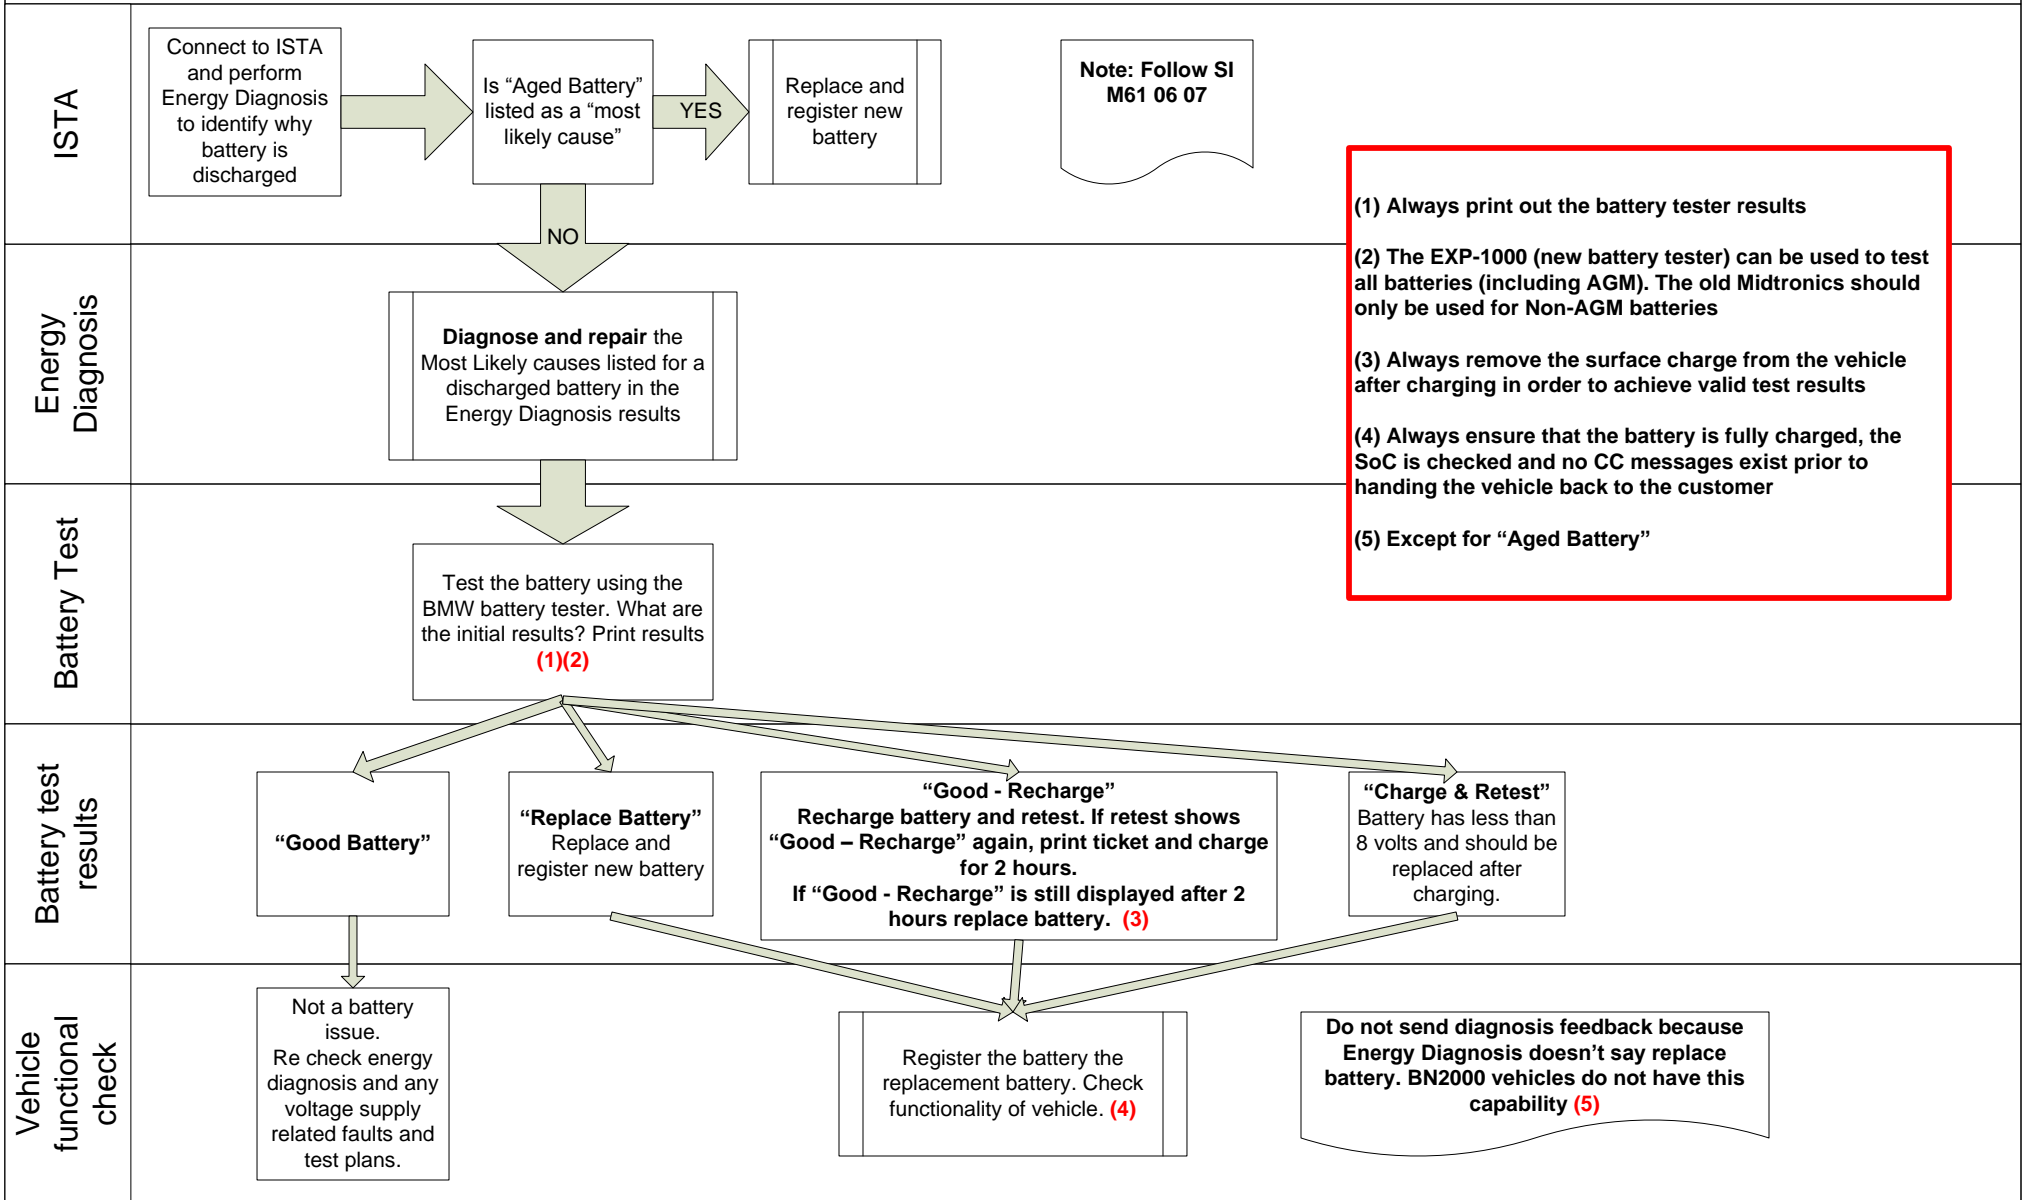 ISTA
Connect to ISTA
and perform
Energy Diagnosis
to identify why
battery is
discharged
Is “Aged Battery”
listed as a “most
likely cause”
YES
Replace and
register new
battery
Note: Follow SI
M61 06 07
NO
(1) Always print out the battery tester results
(2) The EXP-1000 (new battery tester) can be used to test
all batteries (including AGM). The old Midtronics should
only be used for Non-AGM batteries
(3) Always remove the surface charge from the vehicle
after charging in order to achieve valid test results
(4) Always ensure that the battery is fully charged, the
SoC is checked and no CC messages exist prior to
handing the vehicle back to the customer
(5) Except for “Aged Battery”
Energy
Diagnosis
Diagnose and repair the
Most Likely causes listed for a
discharged battery in the
Energy Diagnosis results
Battery Test
Test the battery using the
BMW battery tester. What are
the initial results? Print results
(1)(2)
Battery test
results
“Good Battery”
“Replace Battery”
Replace and
register new battery
“Good - Recharge”
Recharge battery and retest. If retest shows
“Good – Recharge” again, print ticket and charge
for 2 hours.
If “Good - Recharge” is still displayed after 2
hours replace battery. (3)
“Charge & Retest”
Battery has less than
8 volts and should be
replaced after
charging.
Vehicle
functional
check
Not a battery
issue.
Re check energy
diagnosis and any
voltage supply
related faults and
test plans.
Register the battery the
replacement battery. Check
functionality of vehicle. (4)
Do not send diagnosis feedback because
Energy Diagnosis doesn’t say replace
battery. BN2000 vehicles do not have this
capability (5)